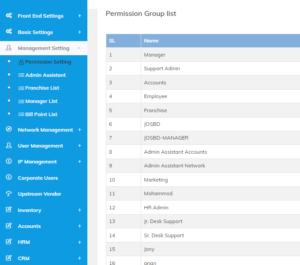 Front End Settings +
Basic Settings +
Management Setting -
Permission Setting
Admin Assistant
Franchise List
Manager List
Bill Point List
Network Management +
User Management +
IP Management +
Corporate Users
Upstream Vendor
Inventory +
Accounts +
HRM +
CRM +
Permission Group list
SL Name
1 Manager
2 Support Admin
3 Accounts
4 Employee
5 Franchise
6 JOSBD
7 JOSBD-MANAGER
8 Admin Assistant Accounts
9 Admin Assistant Network
10 Marketing
11 Mohammad
12 HR Admin
13 Jr. Desk Support
14 Sr. Desk Support
15 Jony
16